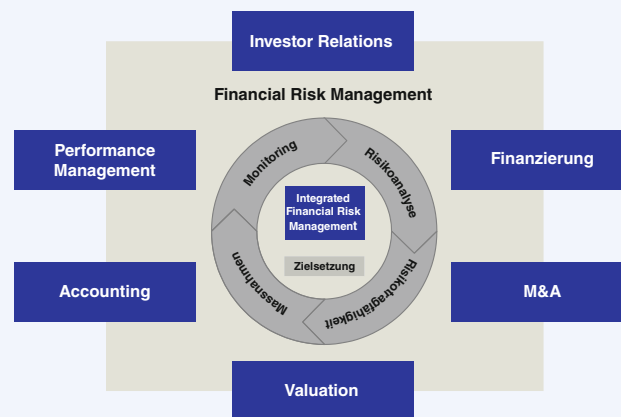 Investor Relations
Financial Risk Management
Performance
Management
Monitoring
Risikoanalyse
Finanzierung
Integrated
Financial Risk
Management
Zielsetzung
Accounting
Massnahmen
Risikotragfähigkeit
M&A
Valuation